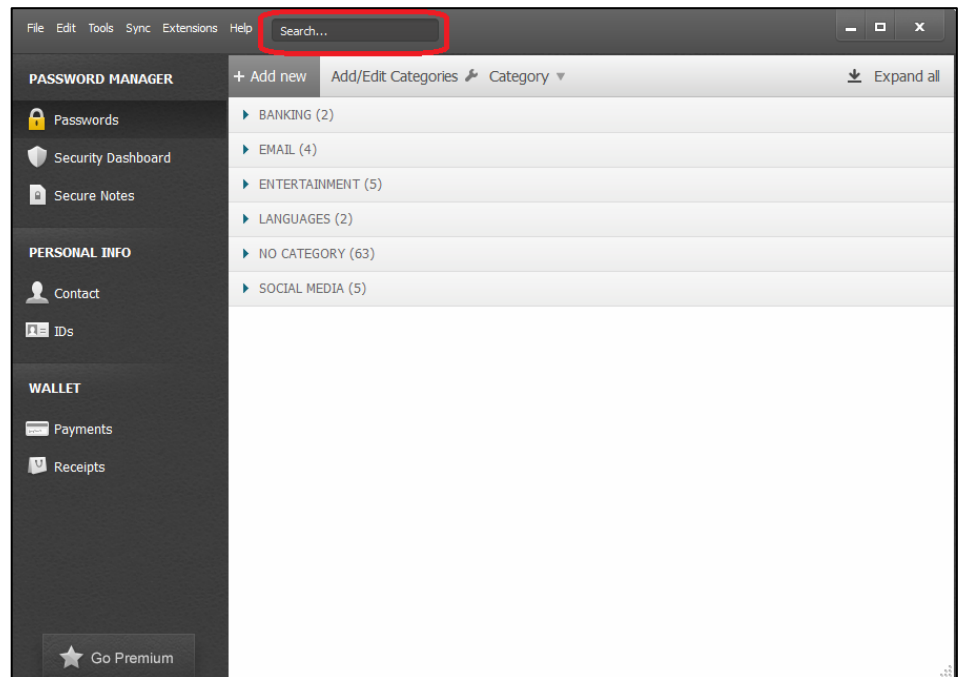 File Edit Tools Sync Extensions Help Search...
PASSWORD MANAGER
Passwords
Security Dashboard
Secure Notes
PERSONAL INFO
Contact
IDs
WALLET
Payments
Receipts
Go Premium
+ Add new Add/Edit Categories Category Expand all
BANKING (2)
EMAIL (4)
ENTERTAINMENT (5)
LANGUAGES (2)
NO CATEGORY (63)
SOCIAL MEDIA (5)